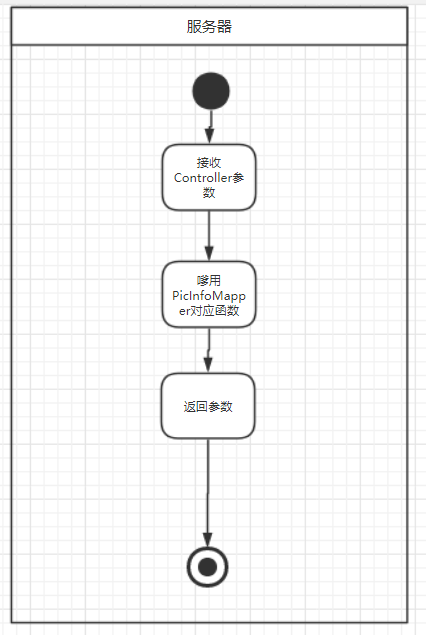 服务器
接收
Controller参
数
嗲用
PicInfoMapp
er对应函数
返回参数